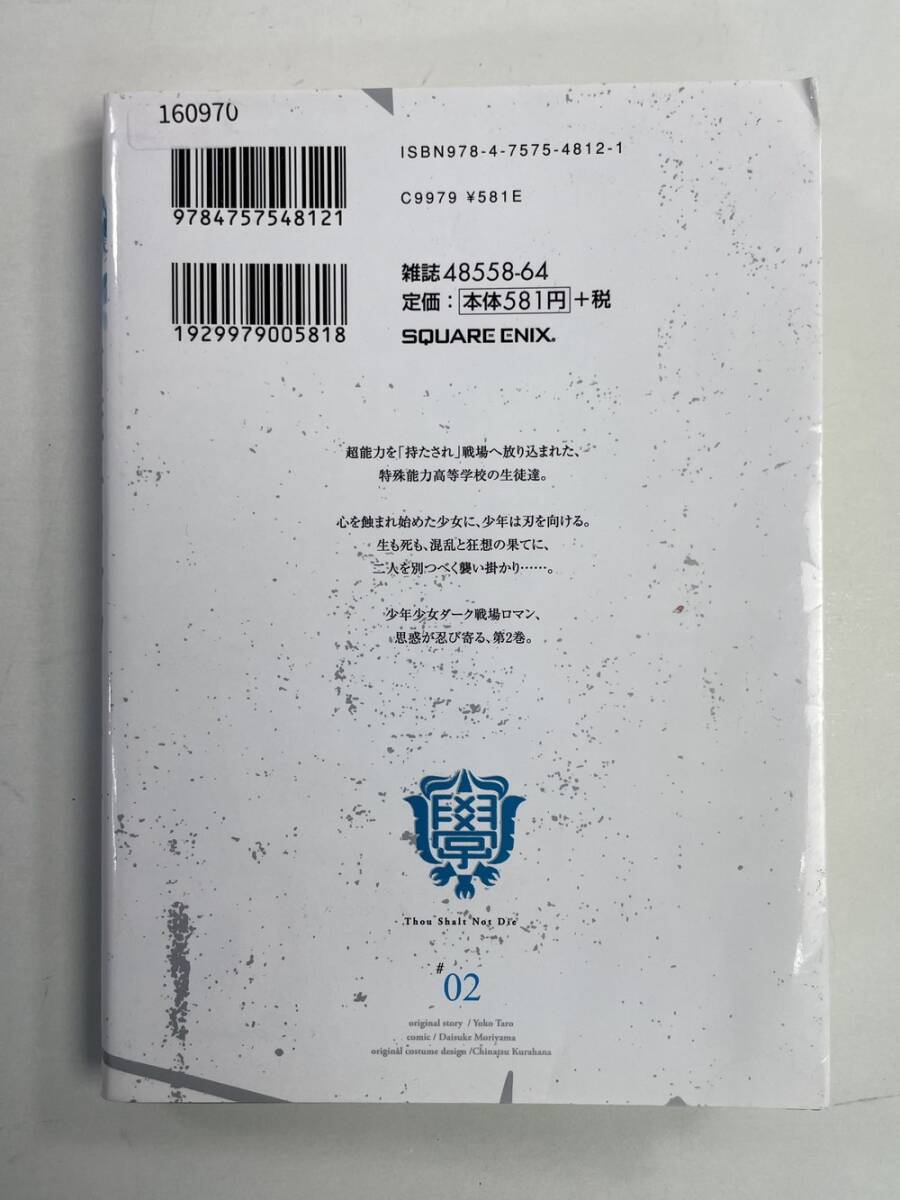 160970
ISBN978-4-7575-4812-1
9784757548121
C9979 ¥581E
雑誌48558-64
定価：本体581円＋税
1929979005818
SQUARE ENIX®
超能力を「持たされ」戦場へ放り込まれた、
特殊能力高等学校の生徒達。
心を蝕まれ始めた少女に、少年は刃を向ける。
生も死も、混乱と狂想の果てに、
二人を別つべく襲い掛かり……。
少年少女ダーク戦場ロマン、
思惑が忍び寄る、第2巻。
學
Thou Shalt Not Die
#02
original story / Yoko Taro
comic / Daisuke Moriyama
original costume design /Chinatsu Kurahana